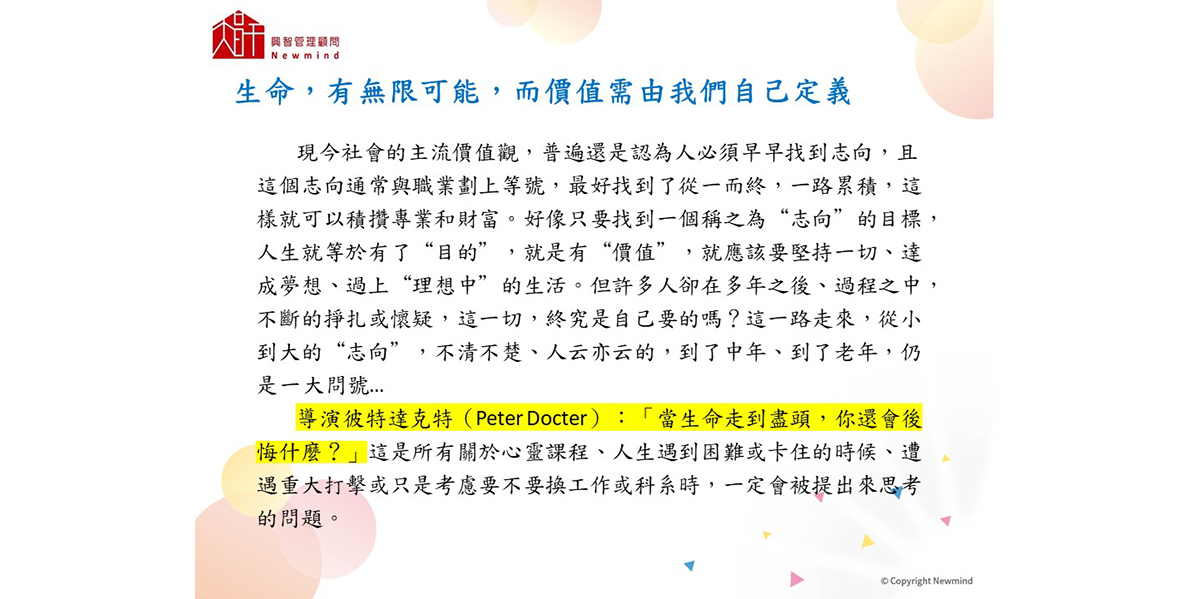 興智管理顧問
Newmind
生命，有無限可能，而價值需由我們自己定義
現今社會的主流價值觀，普遍還是認為人必須早早找到志向，且
這個志向通常與職業劃上等號，最好找到了從一而終，一路累積，這
樣就可以積攢專業和財富。好像只要找到一個稱之為“志向”的目標，
人生就等於有了“目的”，就是有“價值”，就應該要堅持一切、達
成夢想、過上“理想中”的生活。但許多人卻在多年之後、過程之中，
不斷的掙扎或懷疑，這一切，終究是自己要的嗎？這一路走來，從小
到大的“志向”，不清不楚、人云亦云的，到了中年、到了老年，仍
是一大問號…
導演彼特達克特（Peter Docter）：「當生命走到盡頭，你還會後
悔什麼？」這是所有關於心靈課程、人生遇到困難或卡住的時候、遭
遇重大打擊或只是考慮要不要換工作或科系時，一定會被提出來思考
的問題。
© Copyright Newmind